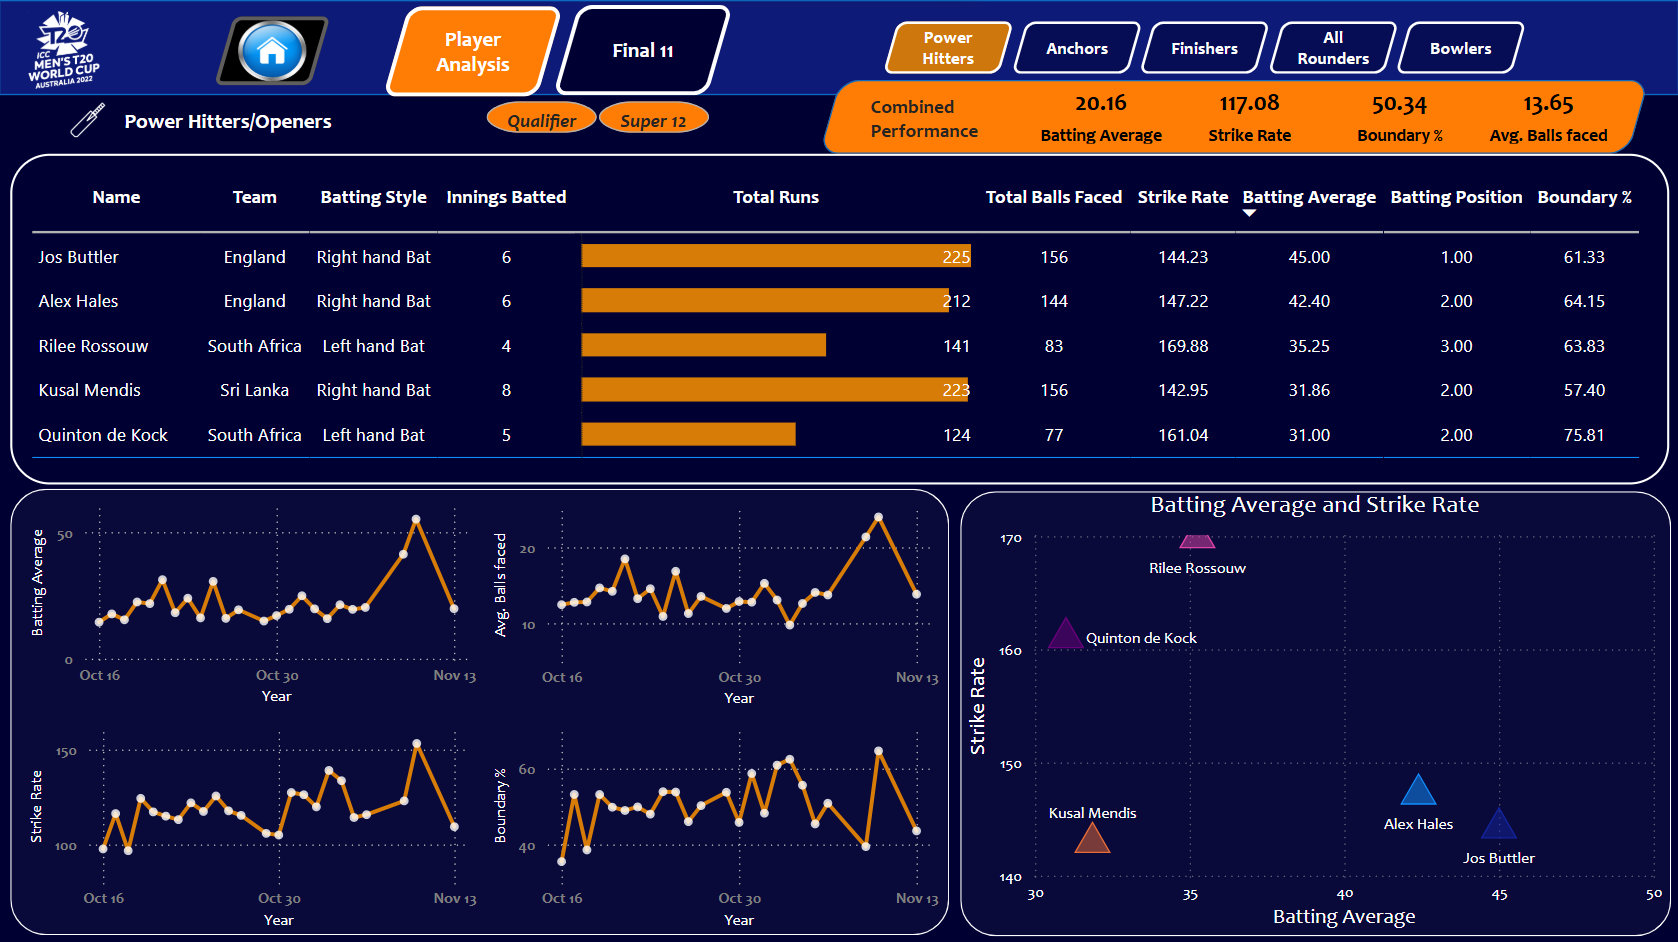 T20
ICC
MEN'S T20
WORLD CUP
AUSTRALIA 2022
Player
Analysis
Final 11
Power
Hitters
Anchors
Finishers
All
Rounders
Bowlers
Power Hitters/Openers
Qualifier
Super 12
Combined
Performance
20.16
Batting Average
117.08
Strike Rate
50.34
Boundary %
13.65
Avg. Balls faced
Name Team Batting Style Innings Batted Total Runs Total Balls Faced Strike Rate Batting Average Batting Position Boundary %
Jos Buttler England Right hand Bat 6 225 156 144.23 45.00 1.00 61.33
Alex Hales England Right hand Bat 6 212 144 147.22 42.40 2.00 64.15
Rilee Rossouw South Africa Left hand Bat 4 141 83 169.88 35.25 3.00 63.83
Kusal Mendis Sri Lanka Right hand Bat 8 223 156 142.95 31.86 2.00 57.40
Quinton de Kock South Africa Left hand Bat 5 124 77 161.04 31.00 2.00 75.81
Batting Average
50
0
Oct 16 Oct 30 Nov 13
Year
Avg. Balls faced
20
10
Oct 16 Oct 30 Nov 13
Year
Strike Rate
150
100
Oct 16 Oct 30 Nov 13
Year
Boundary %
60
40
Oct 16 Oct 30 Nov 13
Year
Batting Average and Strike Rate
Strike Rate
170
Rilee Rossouw
Quinton de Kock
160
150
Kusal Mendis
Alex Hales
Jos Buttler
140
30 35 40 45 50
Batting Average